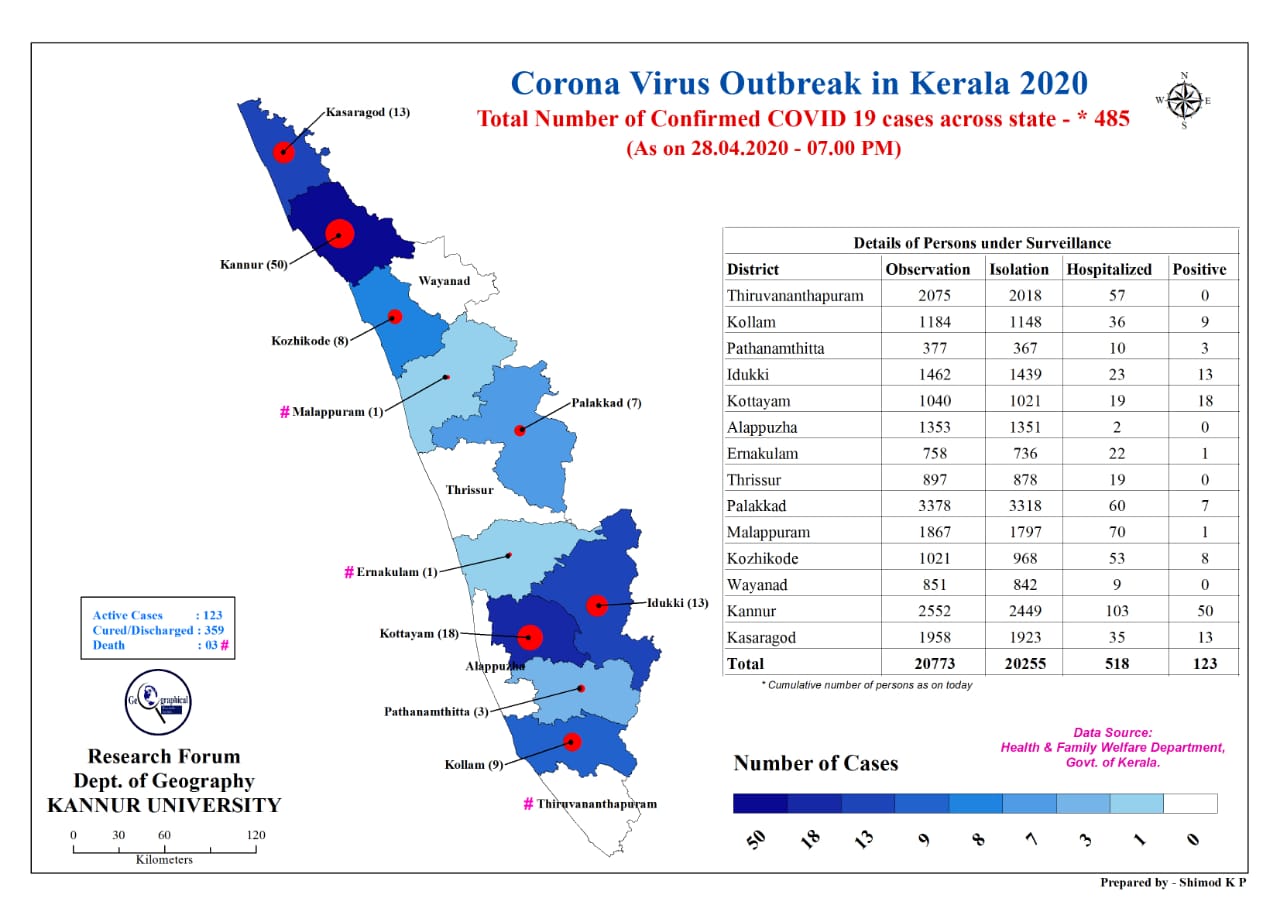 Corona Virus Outbreak in Kerala 2020
Total Number of Confirmed COVID 19 cases across state - * 485
(As on 28.04.2020 - 07.00 PM)
N
W E
S
Kasaragod (13)
Kannur (50)
Wayanad
Kozhikode (8)
# Malappuram (1)
Palakkad (7)
Thrissur
# Ernakulam (1)
Idukki (13)
Kottayam (18)
Alappuzha
Pathanamthitta (3)
Kollam (9)
# Thiruvananthapuram
Details of Persons under Surveillance
District Observation Isolation Hospitalized Positive
Thiruvananthapuram 2075 2018 57 0
Kollam 1184 1148 36 9
Pathanamthitta 377 367 10 3
Idukki 1462 1439 23 13
Kottayam 1040 1021 19 18
Alappuzha 1353 1351 2 0
Ernakulam 758 736 22 1
Thrissur 897 878 19 0
Palakkad 3378 3318 60 7
Malappuram 1867 1797 70 1
Kozhikode 1021 968 53 8
Wayanad 851 842 9 0
Kannur 2552 2449 103 50
Kasaragod 1958 1923 35 13
Total 20773 20255 518 123
* Cumulative number of persons as on today
Active Cases : 123
Cured/Discharged : 359
Death : 03 #
Research Forum
Dept. of Geography
KANNUR UNIVERSITY
0 30 60 120
Kilometers
Data Source:
Health & Family Welfare Department,
Govt. of Kerala.
Number of Cases
50 18 13 9 8 7 3 1 0
Prepared by - Shimod K P